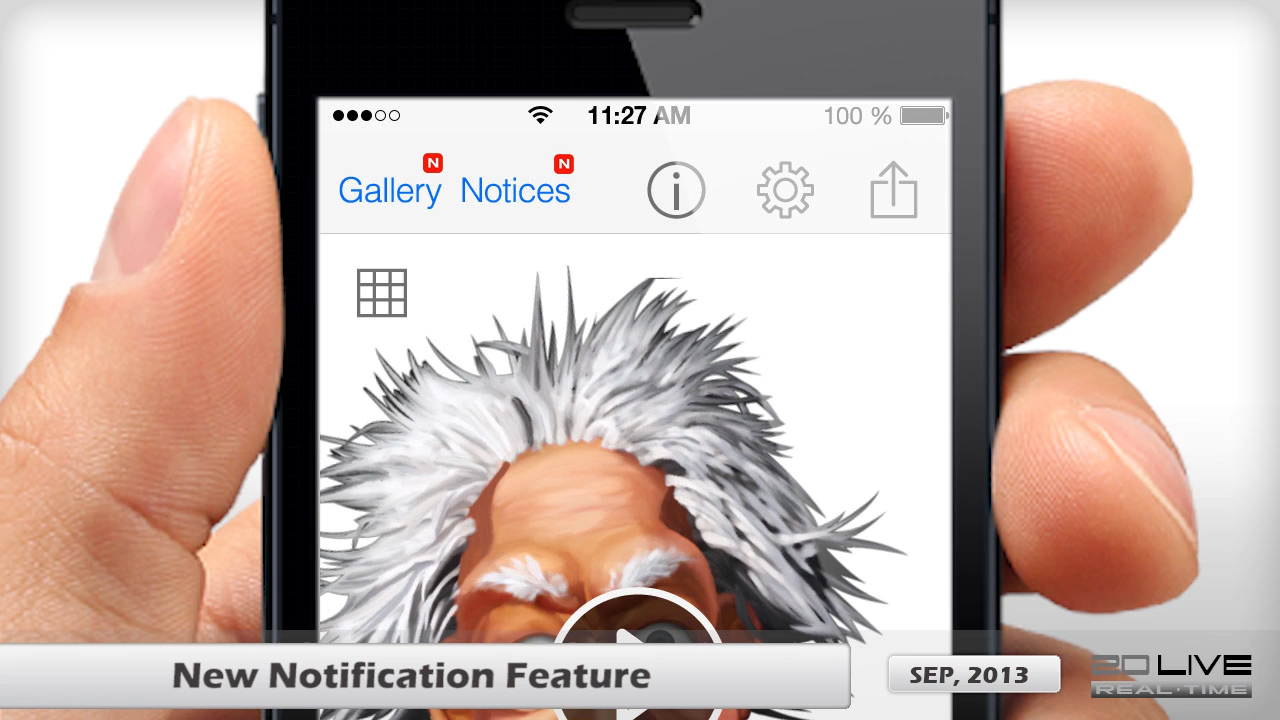 11:27 AM
100 %
N
N
Gallery
Notices
New Notification Feature
SEP, 2013
2D LIVE
REAL·TIME